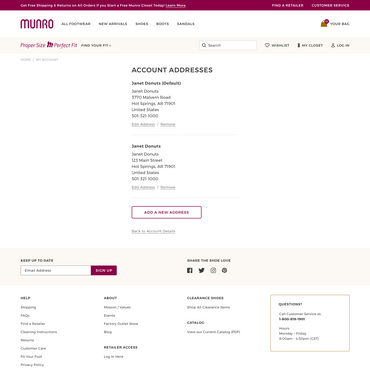 Get Free Shipping & Returns on All Orders if you Start a Free Munro Closet Today! Learn More
FIND A RETAILER
CUSTOMER SERVICE
MUNRO
ALL FOOTWEAR
NEW ARRIVALS
SHOES
BOOTS
SANDALS
YOUR BAG
Proper Size In Perfect Fit
FIND YOUR FIT >
Search
WISHLIST
MY CLOSET
LOG IN
HOME / MY ACCOUNT
ACCOUNT ADDRESSES
Janet Donuts (Default)
Janet Donuts
3770 Malvern Road
Hot Springs, AR 71901
United States
501-321-1000
Edit Address | Remove
Janet Donuts
Janet Donuts
123 Main Street
Hot Springs, AR 71901
United States
501-321-1000
Edit Address | Remove
ADD A NEW ADDRESS
Back to Account Details
KEEP UP TO DATE
Email Address
SIGN UP
SHARE THE SHOE LOVE
HELP
Shipping
FAQs
Find a Retailer
Cleaning Instructions
Returns
Customer Care
Fit Your Foot
Privacy Policy
ABOUT
Mission / Values
Events
Factory Outlet Store
Blog
RETAILER ACCESS
Log in Here
CLEARANCE SHOES
Shop All Clearance Items
CATALOG
View our Current Catalog (PDF)
QUESTIONS?
Call Customer Service at:
1-800-819-1901
Hours
Monday - Friday
8:00am - 4:30pm (CST)